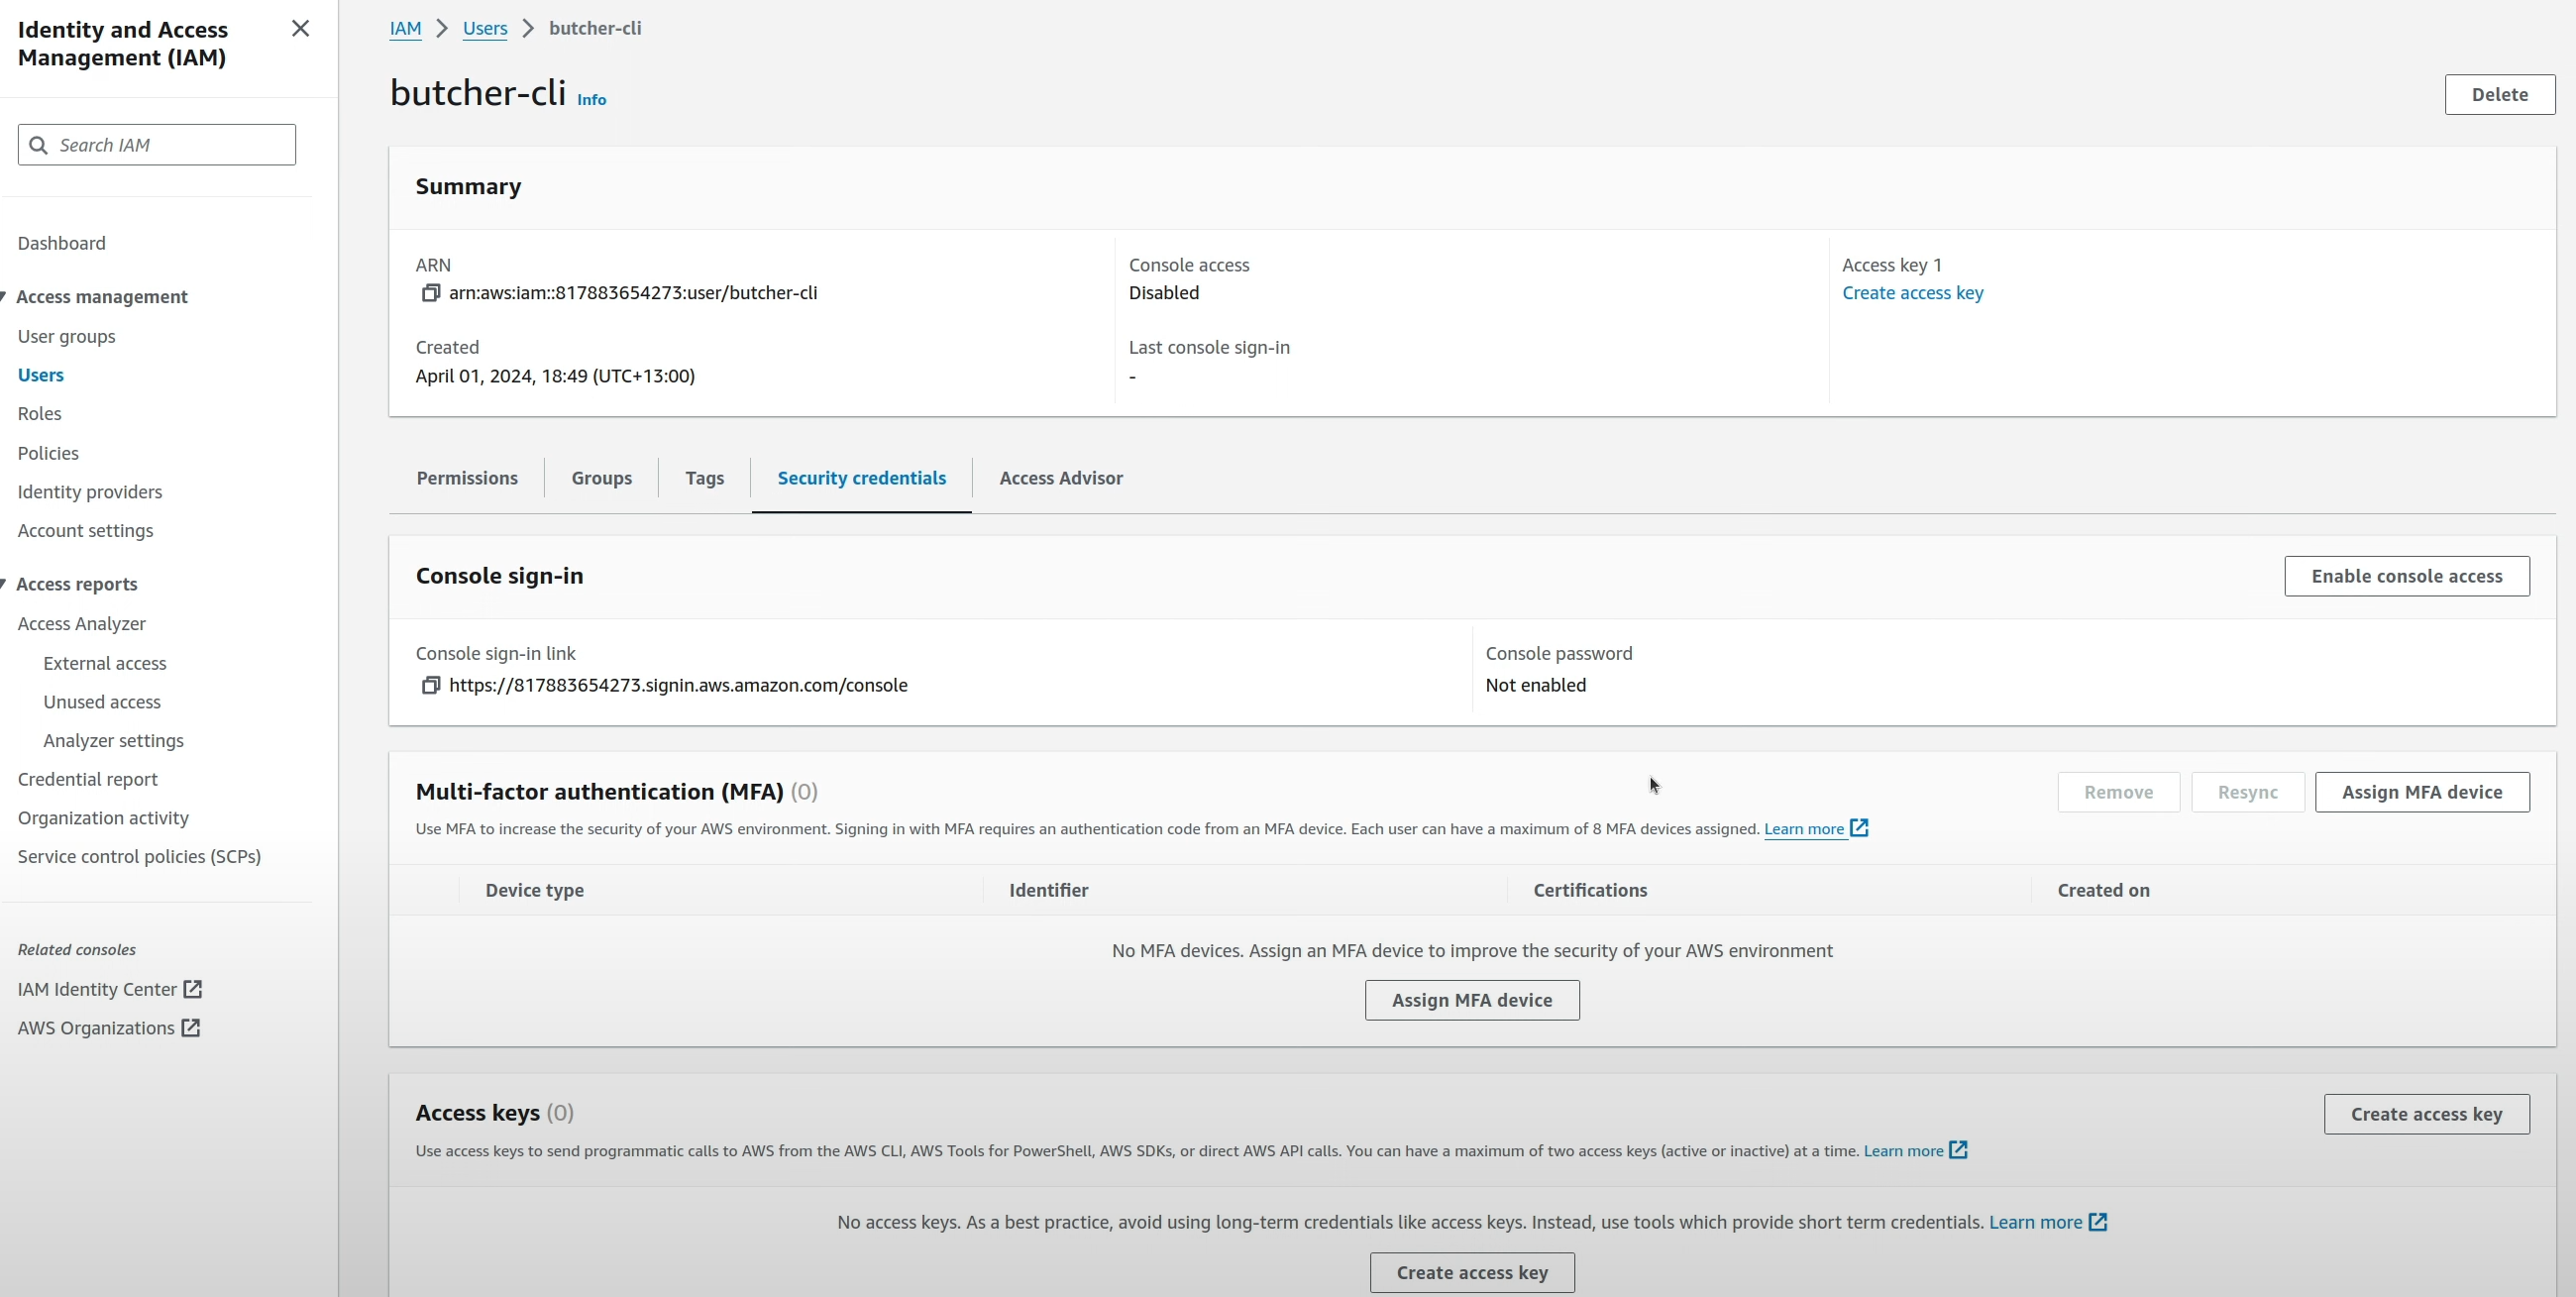 Identity and Access
Management (IAM)
Search IAM
Dashboard
Access management
User groups
Users
Roles
Policies
Identity providers
Account settings
Access reports
Access Analyzer
External access
Unused access
Analyzer settings
Credential report
Organization activity
Service control policies (SCPs)
Related consoles
IAM Identity Center
AWS Organizations
IAM > Users > butcher-cli
butcher-cli Info
Delete
Summary
ARN
arn:aws:iam::817883654273:user/butcher-cli
Created
April 01, 2024, 18:49 (UTC+13:00)
Console access
Disabled
Last console sign-in
-
Access key 1
Create access key
Permissions Groups Tags Security credentials Access Advisor
Console sign-in
Enable console access
Console sign-in link
https://817883654273.signin.aws.amazon.com/console
Console password
Not enabled
Multi-factor authentication (MFA) (0)
Remove Resync Assign MFA device
Use MFA to increase the security of your AWS environment. Signing in with MFA requires an authentication code from an MFA device. Each user can have a maximum of 8 MFA devices assigned. Learn more
Device type Identifier Certifications Created on
No MFA devices. Assign an MFA device to improve the security of your AWS environment
Assign MFA device
Access keys (0)
Create access key
Use access keys to send programmatic calls to AWS from the AWS CLI, AWS Tools for PowerShell, AWS SDKs, or direct AWS API calls. You can have a maximum of two access keys (active or inactive) at a time. Learn more
No access keys. As a best practice, avoid using long-term credentials like access keys. Instead, use tools which provide short term credentials. Learn more
Create access key